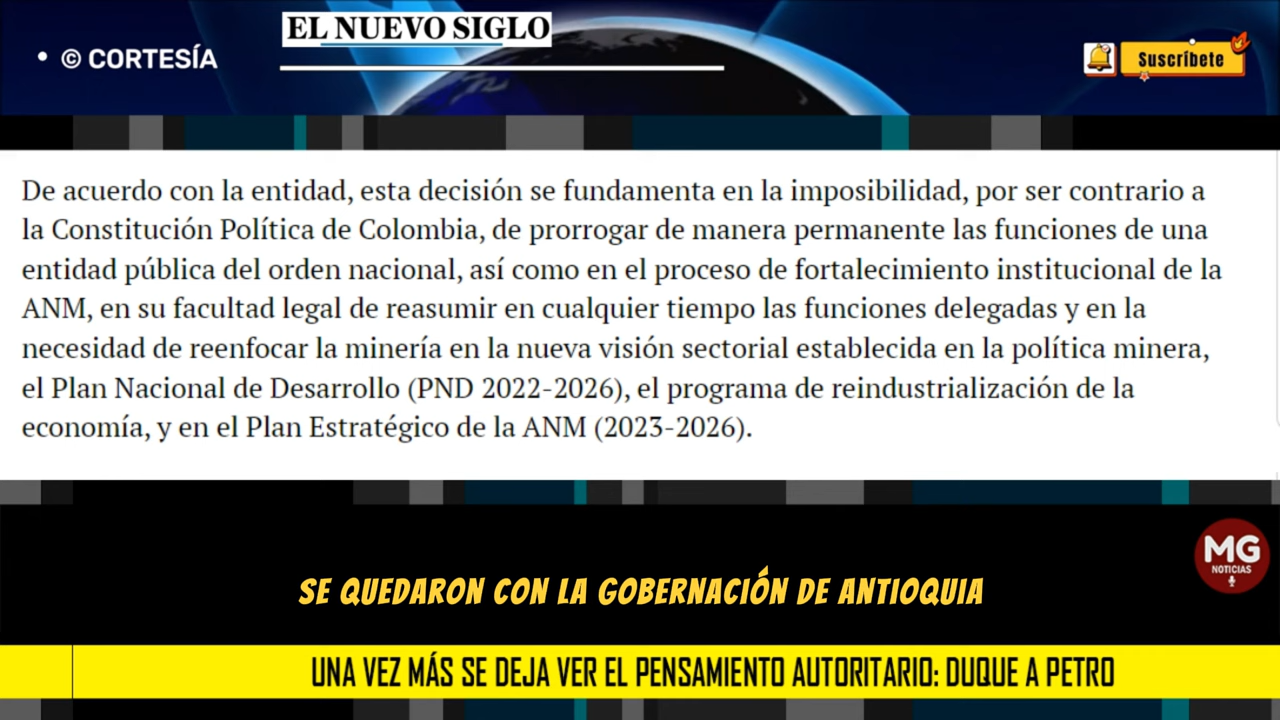 • © CORTESÍA
EL NUEVO SIGLO
Suscríbete
De acuerdo con la entidad, esta decisión se fundamenta en la imposibilidad, por ser contrario a
la Constitución Política de Colombia, de prorrogar de manera permanente las funciones de una
entidad pública del orden nacional, así como en el proceso de fortalecimiento institucional de la
ANM, en su facultad legal de reasumir en cualquier tiempo las funciones delegadas y en la
necesidad de reenfocar la minería en la nueva visión sectorial establecida en la política minera,
el Plan Nacional de Desarrollo (PND 2022-2026), el programa de reindustrialización de la
economía, y en el Plan Estratégico de la ANM (2023-2026).
MG
NOTICIAS
SE QUEDARON CON LA GOBERNACIÓN DE ANTIOQUIA
UNA VEZ MÁS SE DEJA VER EL PENSAMIENTO AUTORITARIO: DUQUE A PETRO